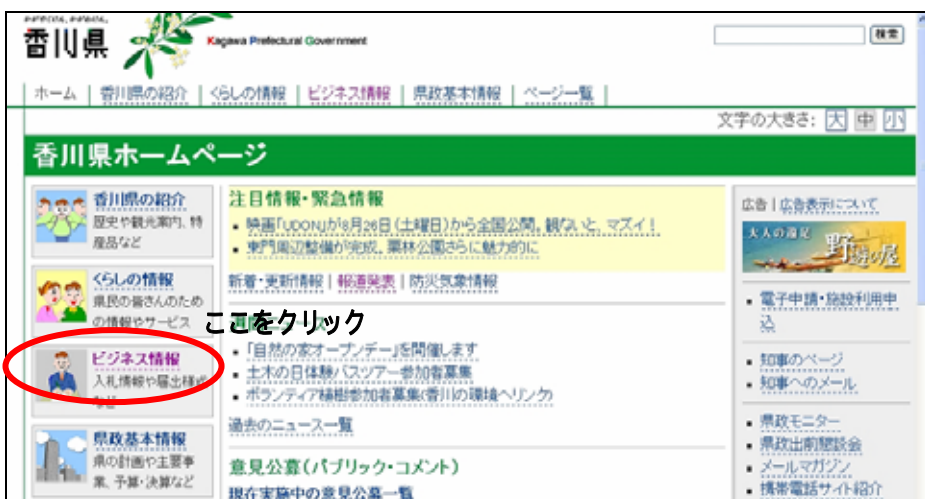 香川県
Kagawa Prefectural Government
検索
ホーム | 香川県の紹介 | くらしの情報 | ビジネス情報 | 県政基本情報 | ページ一覧 |
文字の大きさ: 大 中 小
香川県ホームページ
香川県の紹介
歴史や観光案内、特
産品など
くらしの情報
県民の皆さんのため
の情報やサービス
ここをクリック
ビジネス情報
入札情報や届出様式
など
県政基本情報
県の計画や主要事
業、予算・決算など
注目情報・緊急情報
映画「UDON」が8月26日(土曜日)から全国公開。観ないと、マズイ!
東門周辺整備が完成。栗林公園さらに魅力的に
新着・更新情報 | 報道発表 | 防災気象情報
「自然の家オープンデー」を開催します
土木の日体験バスツアー参加者募集
ボランティア植樹参加者募集(香川の環境へリンク)
過去のニュース一覧
意見公募(パブリック・コメント)
現在実施中の意見公募一覧
広告 | 広告表示について
大人の遠足
野遊び屋
電子申請・施設利用申
込
知事のページ
知事へのメール
県政モニター
県政出前懇談会
メールマガジン
携帯電話サイト紹介